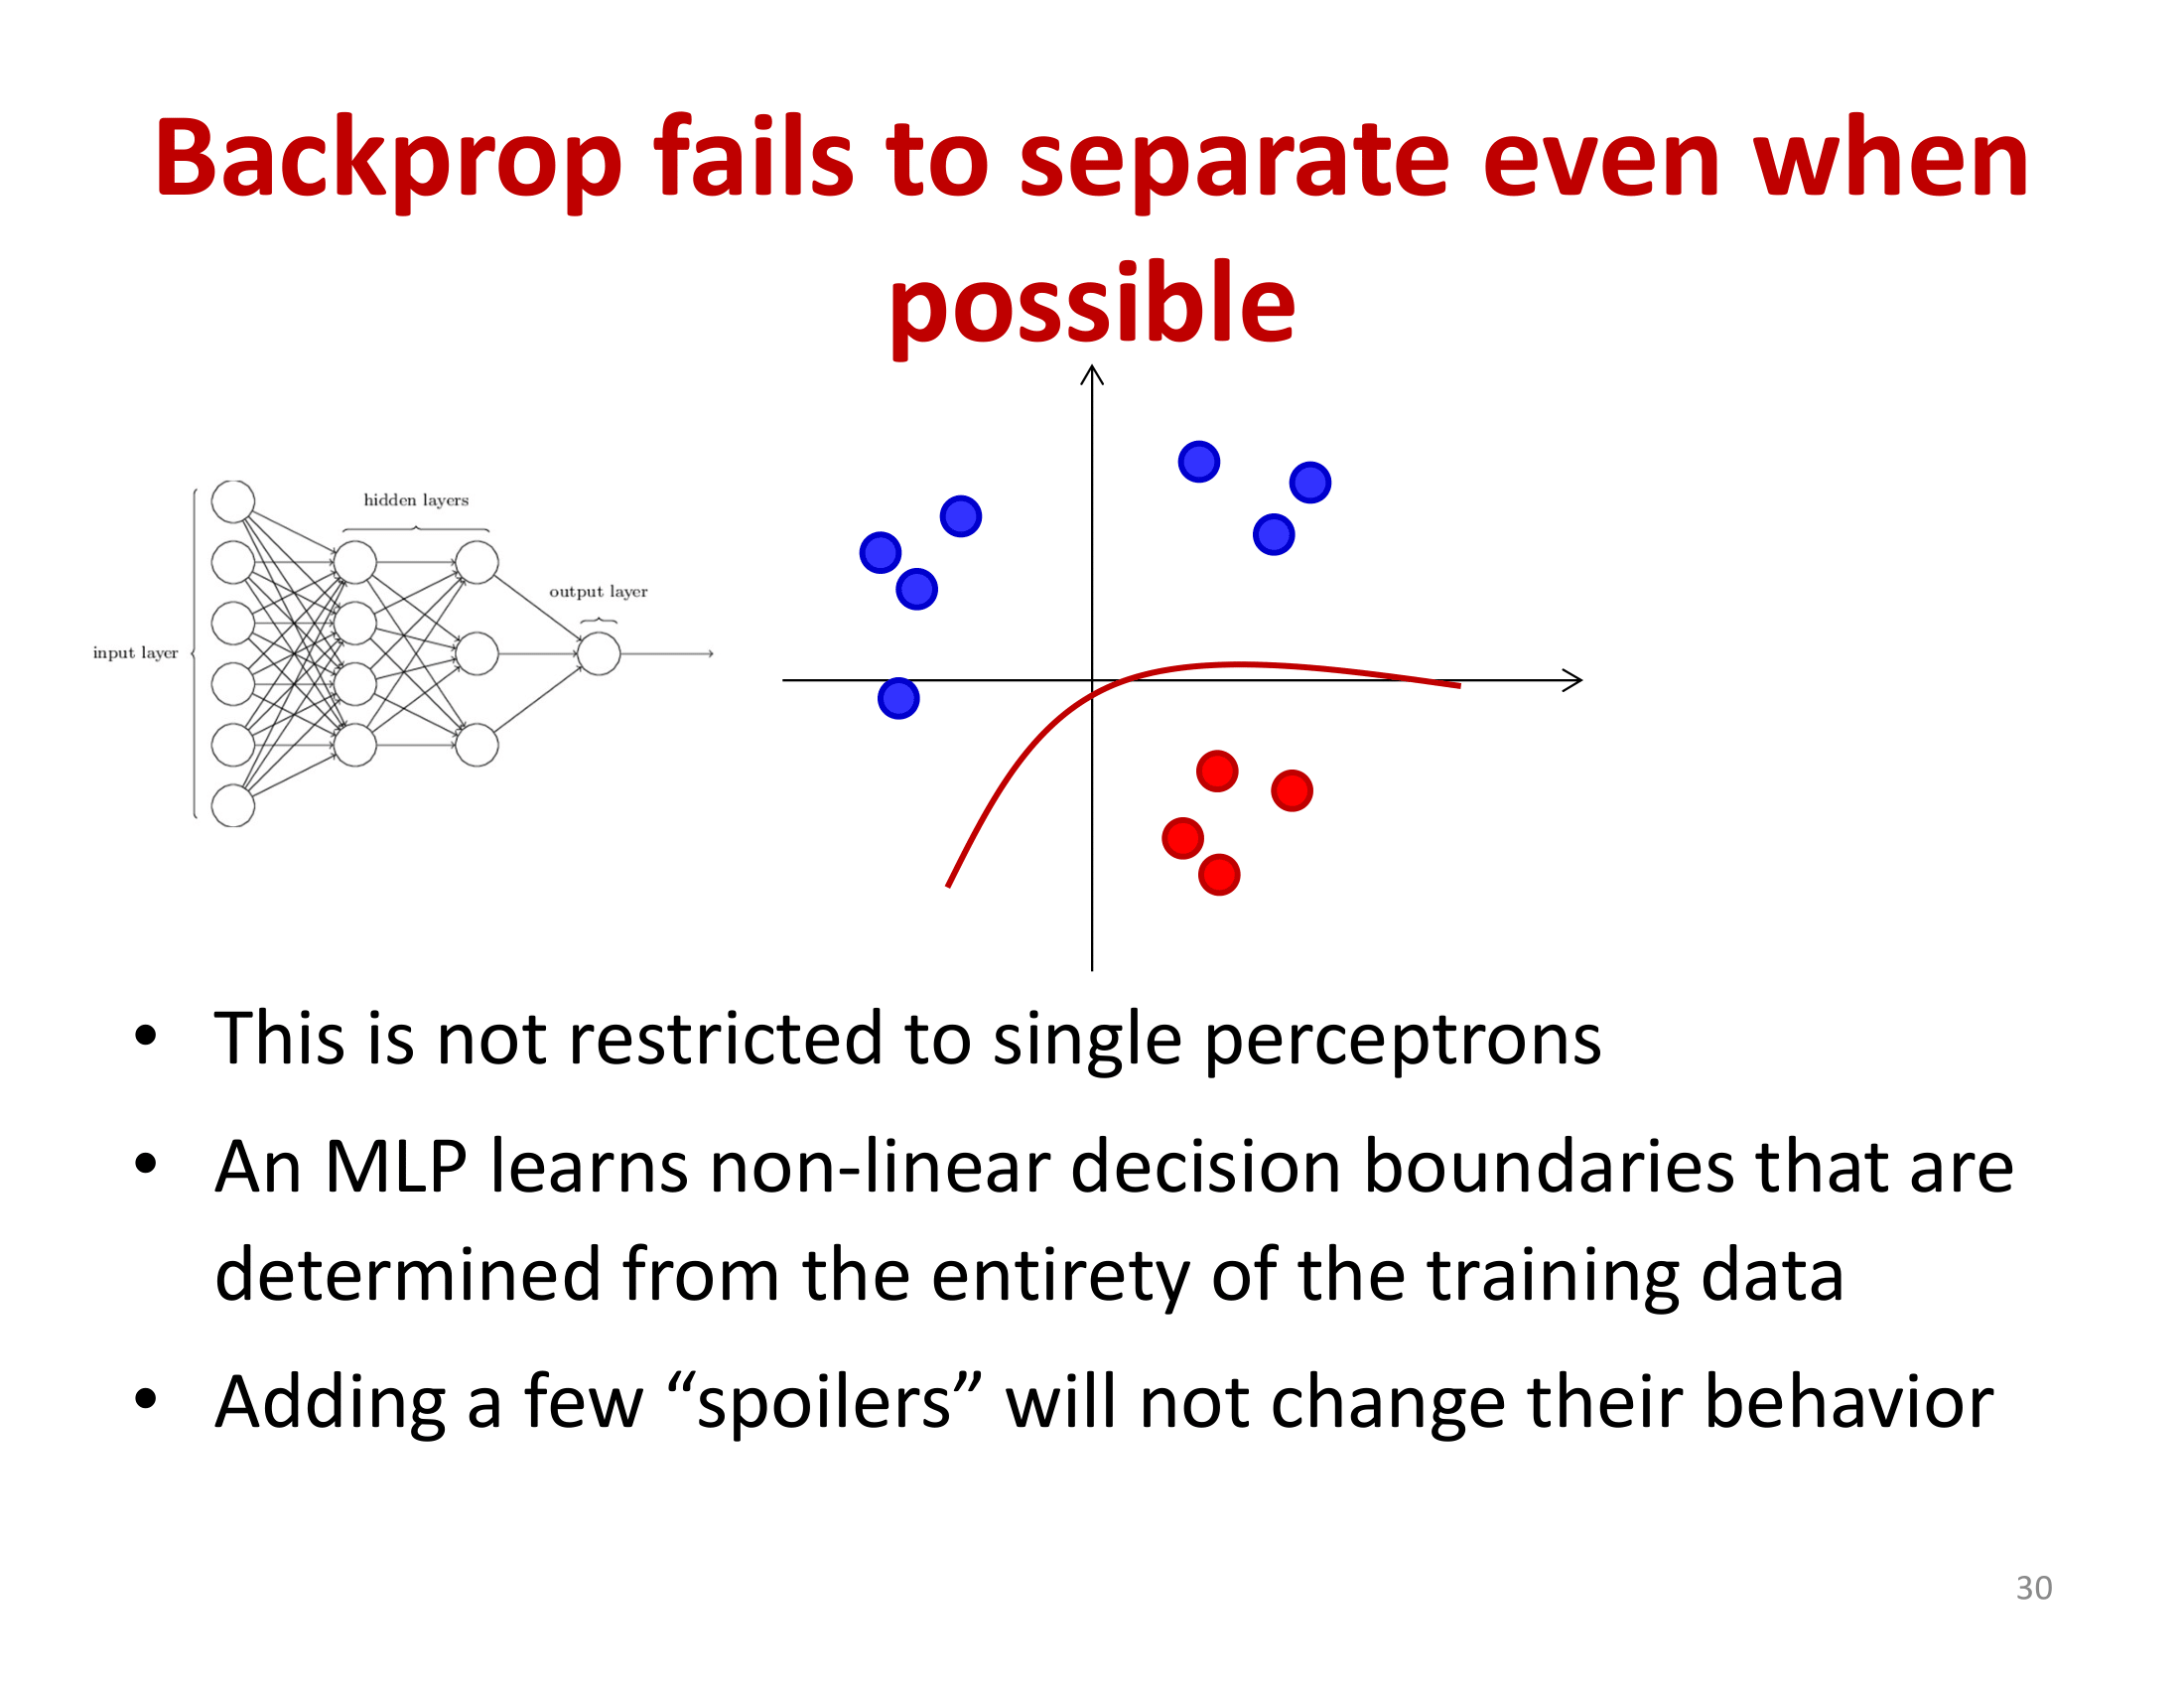 Backprop fails to separate even when
possible
hidden layers
output layer
input layer
• This is not restricted to single perceptrons
• An MLP learns non-linear decision boundaries that are
determined from the entirety of the training data
• Adding a few ““spoilers”” will not change their behavior
30